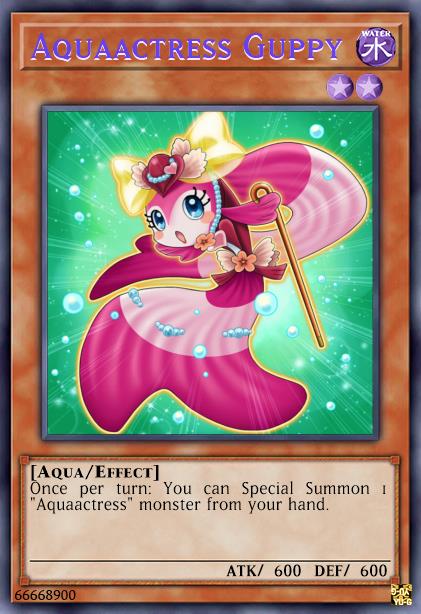 Aquaactress Guppy
WATER
水
[Aqua/Effect]
Once per turn: You can Special Summon 1
"Aquaactress" monster from your hand.
ATK/ 600 DEF/ 600
66668900